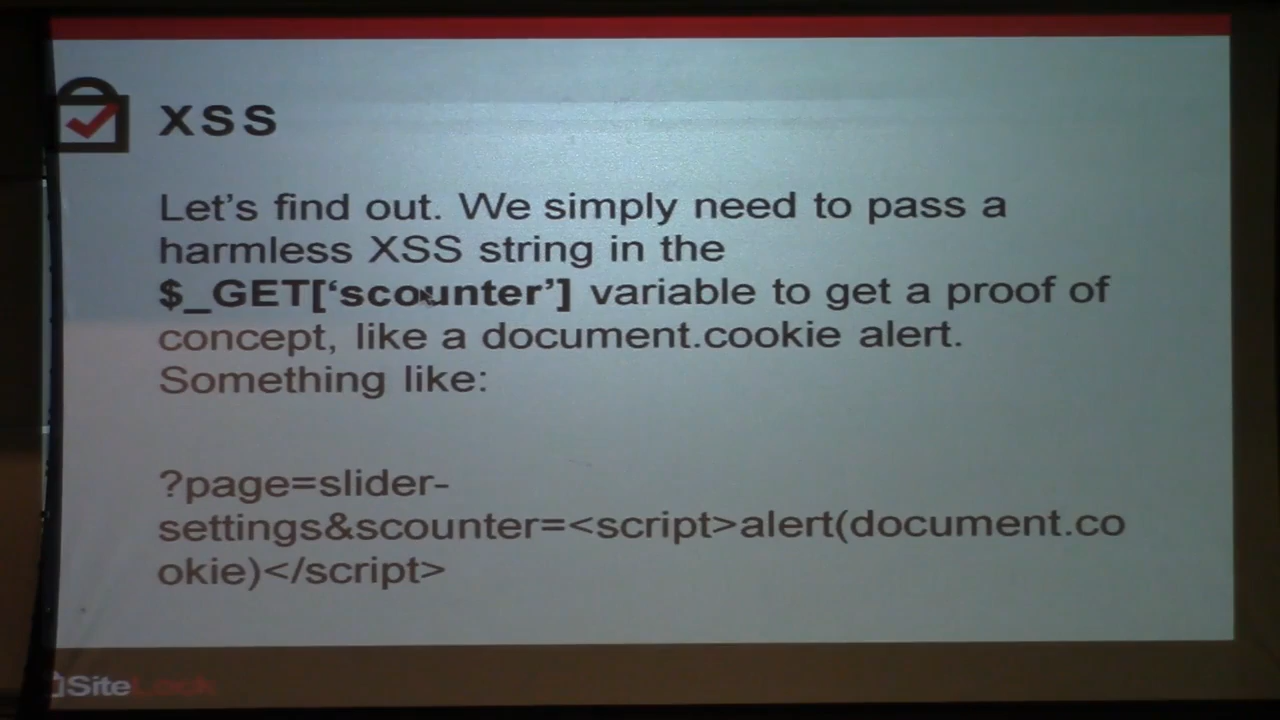 XSS
Let’s find out. We simply need to pass a
harmless XSS string in the
$_GET[‘scounter’] variable to get a proof of
concept, like a document.cookie alert.
Something like:
?page=slider-
settings&scounter=<script>alert(document.co
okie)</script>
SiteLock